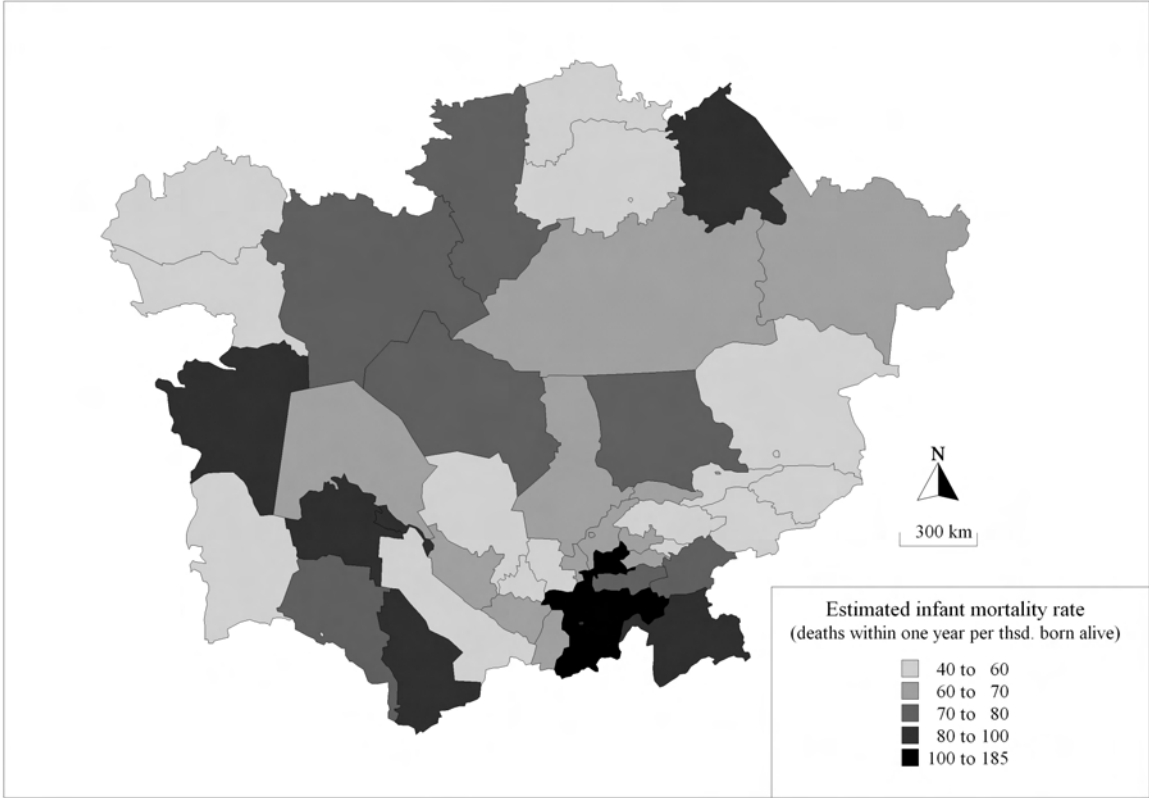 N
300 km
Estimated infant mortality rate
(deaths within one year per thsd. born alive)
40 to 60
60 to 70
70 to 80
80 to 100
100 to 185